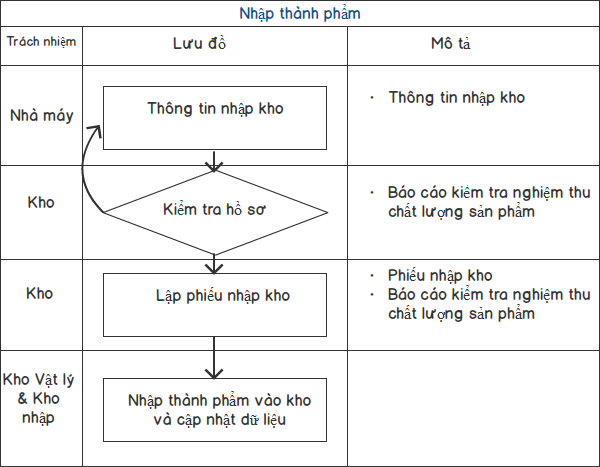 Nhập thành phẩm
Trách nhiệm
Lưu đồ
Mô tả
Nhà máy
Thông tin nhập kho
• Thông tin nhập kho
Kho
Kiểm tra hồ sơ
• Báo cáo kiểm tra nghiệm thu
chất lượng sản phẩm
Kho
Lập phiếu nhập kho
• Phiếu nhập kho
• Báo cáo kiểm tra nghiệm thu
chất lượng sản phẩm
Kho Vật lý
& Kho
nhập
Nhập thành phẩm vào kho
và cập nhật dữ liệu